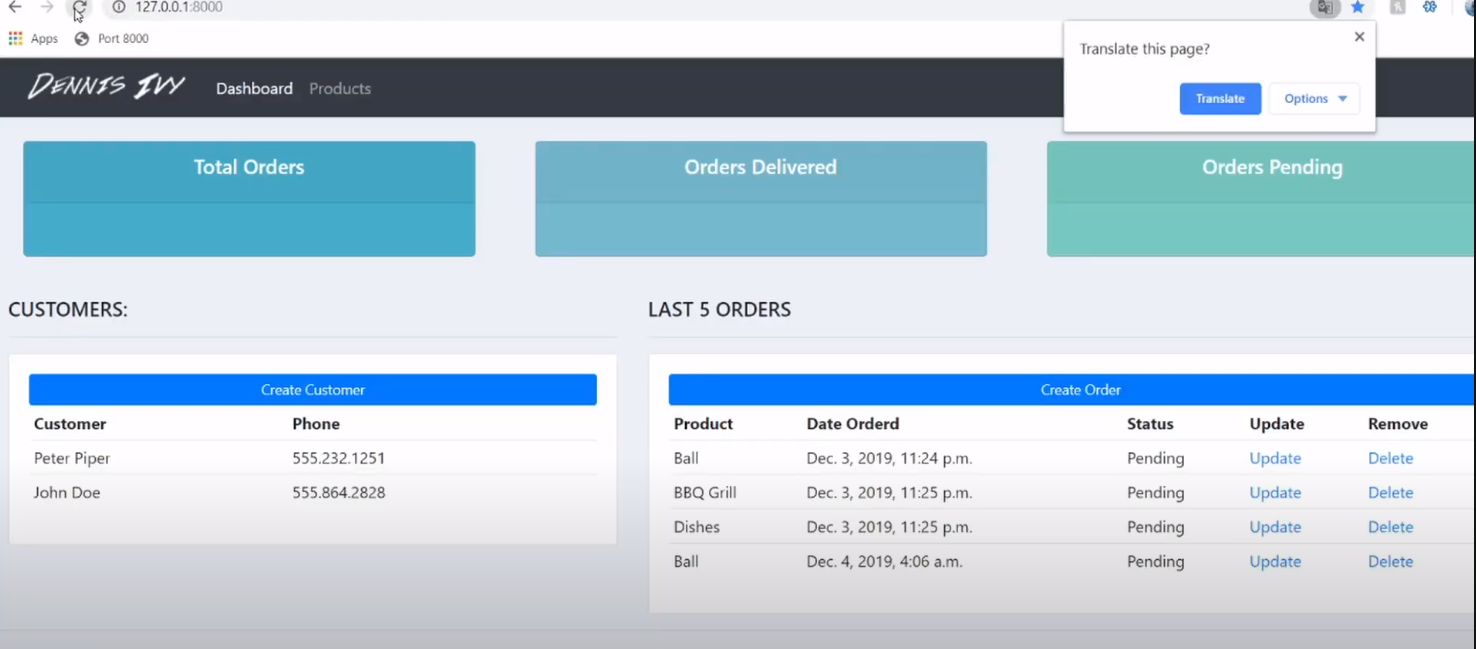 127.0.0.1:8000
Apps Port 8000
Translate this page?
Translate Options
DENNIS IVY Dashboard Products
Total Orders Orders Delivered Orders Pending
CUSTOMERS:
Create Customer
Customer Phone
Peter Piper 555.232.1251
John Doe 555.864.2828
LAST 5 ORDERS
Create Order
Product Date Orderd Status Update Remove
Ball Dec. 3, 2019, 11:24 p.m. Pending Update Delete
BBQ Grill Dec. 3, 2019, 11:25 p.m. Pending Update Delete
Dishes Dec. 3, 2019, 11:25 p.m. Pending Update Delete
Ball Dec. 4, 2019, 4:06 a.m. Pending Update Delete